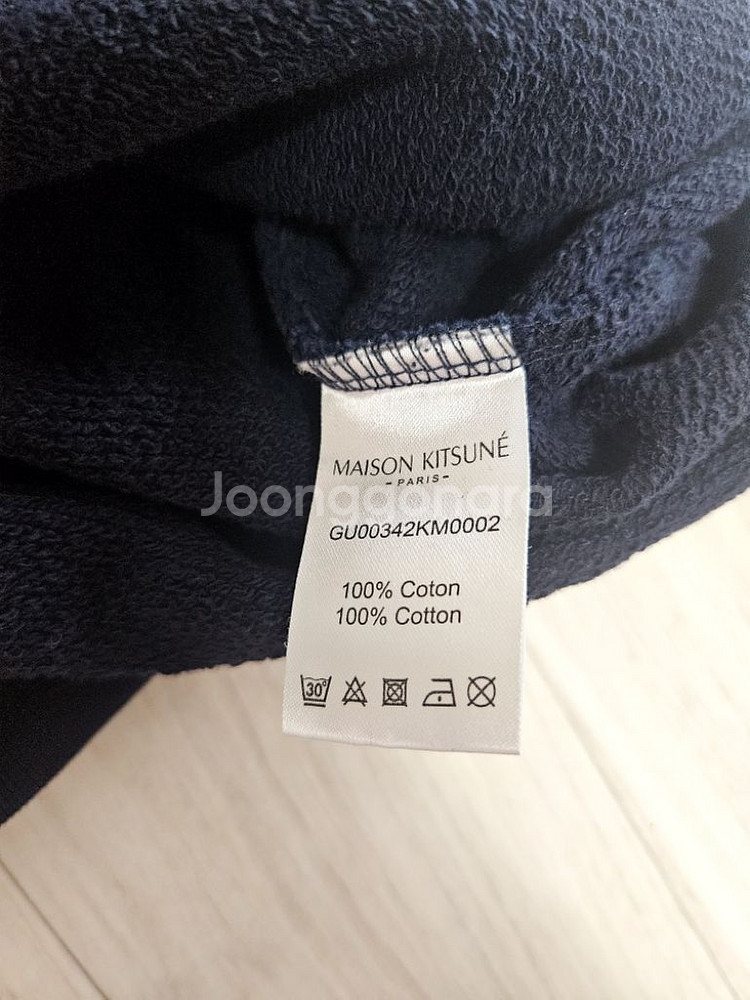 MAISON KITSUNÉ
-PARIS-
Joonggonara
GU00342KM0002
100% Coton
100% Cotton
30°